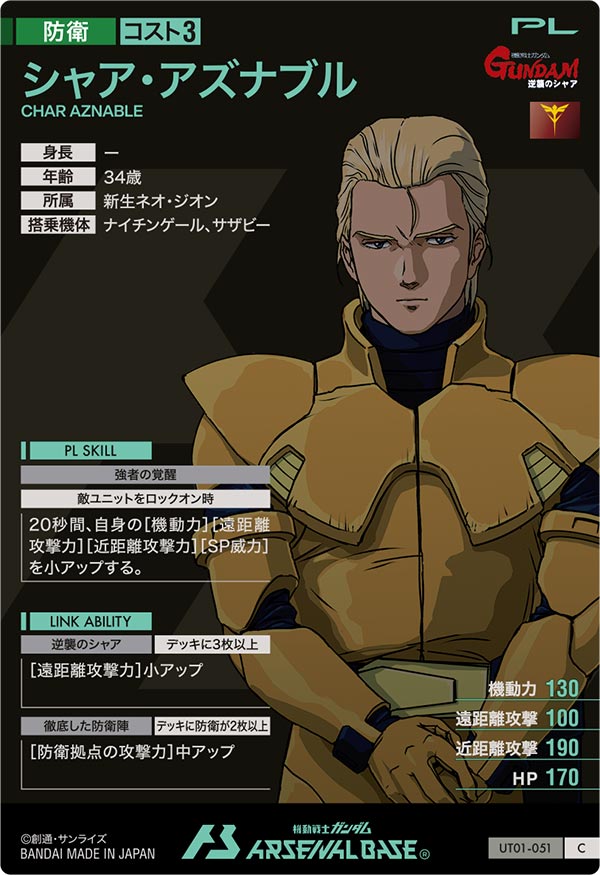 防衛 コスト3 PL
シャア・アズナブル
CHAR AZNABLE
機動戦士ガンダム
GUNDAM
逆襲のシャア
身長 ー
年齢 34歳
所属 新生ネオ・ジオン
搭乗機体 ナイチンゲール、サザビー
PL SKILL
強者の覚醒
敵ユニットをロックオン時
20秒間、自身の[機動力][遠距離
攻撃力][近距離攻撃力][SP威力]
を小アップする。
LINK ABILITY
逆襲のシャア デッキに3枚以上
[遠距離攻撃力]小アップ
徹底した防衛陣 デッキに防衛が2枚以上
[防衛拠点の攻撃力]中アップ
機動力 130
遠距離攻撃 100
近距離攻撃 190
HP 170
©創通・サンライズ
BANDAI MADE IN JAPAN
機動戦士ガンダム
AB ARSENAL BASE®
UT01-051 C